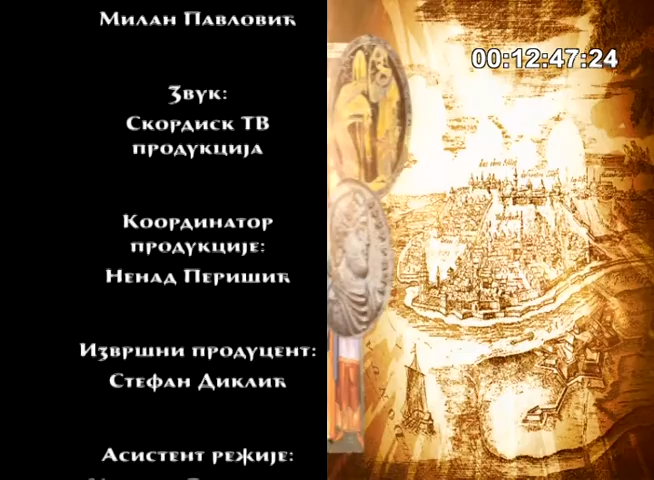 Милан Павловић
00:12:47:24
Звук:
Скордиск ТВ
продукција
Координатор
продукције:
Ненад Перишић
Извршни продуцент:
Стефан Диклић
Асистент режије: